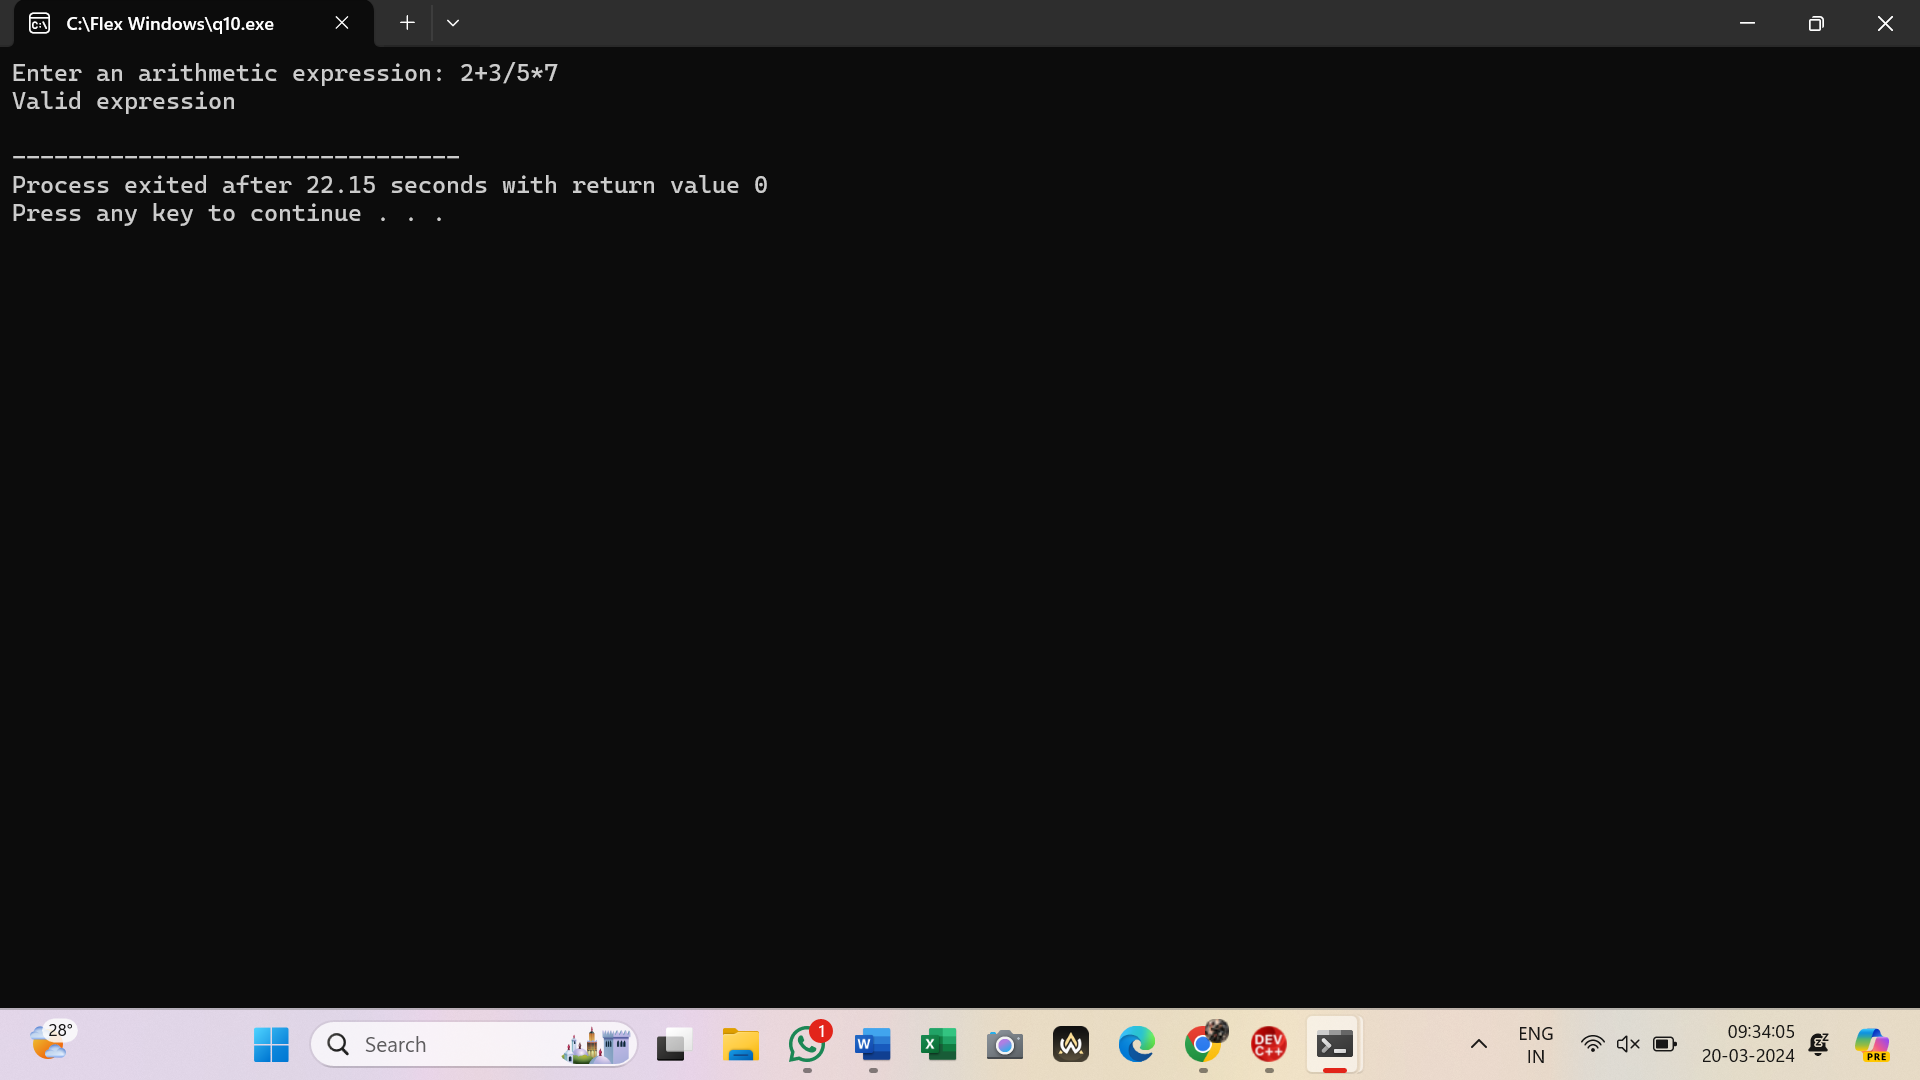 C:\Flex Windows\q10.exe
Enter an arithmetic expression: 2+3/5*7
Valid expression
--------------------------------
Process exited after 22.15 seconds with return value 0
Press any key to continue . . .
28°
Search
1
W
X
DEV
C++
ENG
IN
09:34:05
20-03-2024
PRE